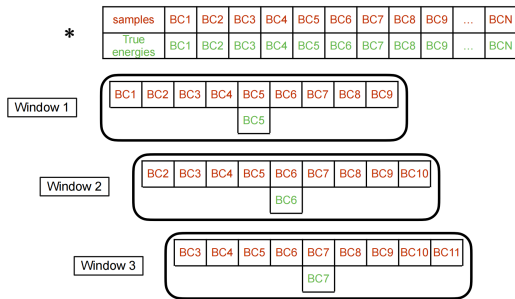 * samples BC1 BC2 BC3 BC4 BC5 BC6 BC7 BC8 BC9 ... BCN
True energies BC1 BC2 BC3 BC4 BC5 BC6 BC7 BC8 BC9 ... BCN
BC1 BC2 BC3 BC4 BC5 BC6 BC7 BC8 BC9
Window 1
BC5
BC2 BC3 BC4 BC5 BC6 BC7 BC8 BC9 BC10
Window 2
BC6
BC3 BC4 BC5 BC6 BC7 BC8 BC9 BC10 BC11
Window 3
BC7